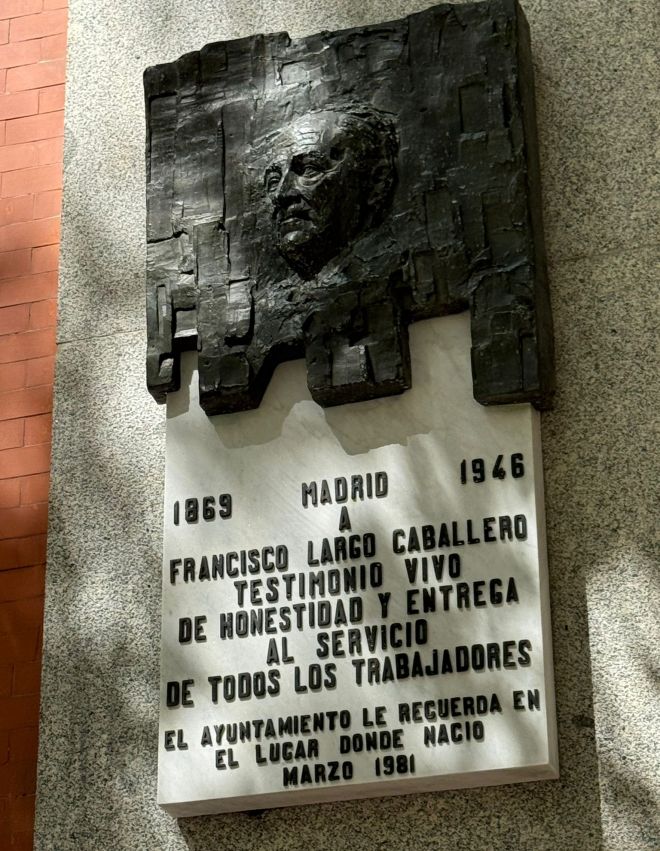 1869 MADRID 1946
A
FRANCISCO LARGO CABALLERO
TESTIMONIO VIVO
DE HONESTIDAD Y ENTREGA
AL SERVICIO
DE TODOS LOS TRABAJADORES
EL AYUNTAMIENTO LE RECUERDA EN
EL LUGAR DONDE NACIO
MARZO 1981